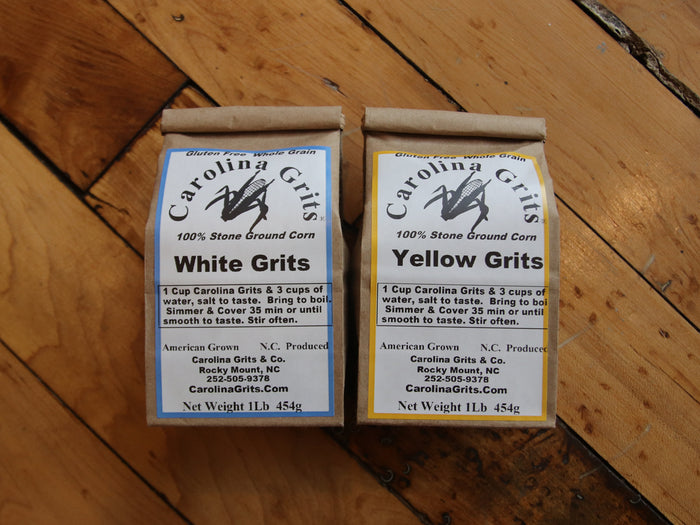 Gluten Free Whole Grain
Carolina Grits
100% Stone Ground Corn
White Grits
1 Cup Carolina Grits & 3 cups of
water, salt to taste. Bring to boil.
Simmer & Cover 35 min or until
smooth to taste. Stir often.
American Grown N.C. Produced
Carolina Grits & Co.
Rocky Mount, NC
252-505-9378
CarolinaGrits.Com
Net Weight 1Lb 454g
Gluten Free Whole Grain
Carolina Grits
100% Stone Ground Corn
Yellow Grits
1 Cup Carolina Grits & 3 cups of
water, salt to taste. Bring to boi
Simmer & Cover 35 min or until
smooth to taste. Stir often.
American Grown N.C. Produced
Carolina Grits & Co.
Rocky Mount, NC
252-505-9378
CarolinaGrits.Com
Net Weight 1Lb 454g